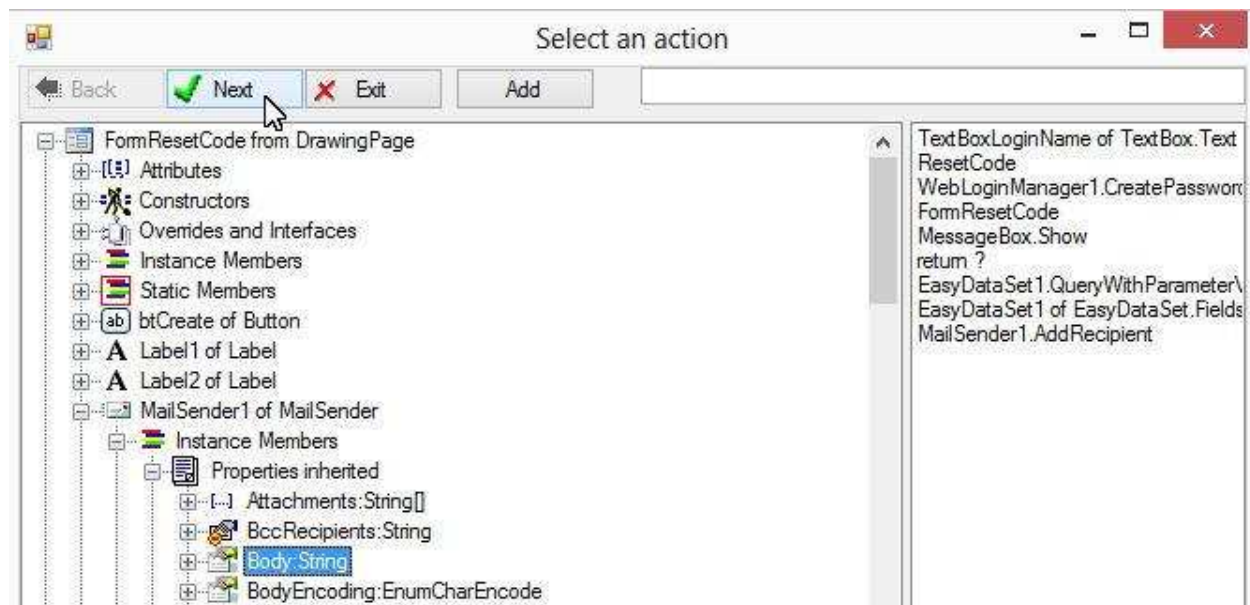 Select an action
Back Next Exit Add
FormResetCode from DrawingPage
Attributes
Constructors
Overrides and Interfaces
Instance Members
Static Members
ab btCreate of Button
A Label1 of Label
A Label2 of Label
MailSender1 of MailSender
Instance Members
Properties inherited
[...] Attachments:String[]
BccRecipients:String
Body:String
BodyEncoding:EnumCharEncode
TextBoxLoginName of TextBox.Text
ResetCode
WebLoginManager1.CreatePassword
FormResetCode
MessageBox.Show
return ?
EasyDataSet1.QueryWithParameterV
EasyDataSet1 of EasyDataSet.Fields
MailSender1.AddRecipient